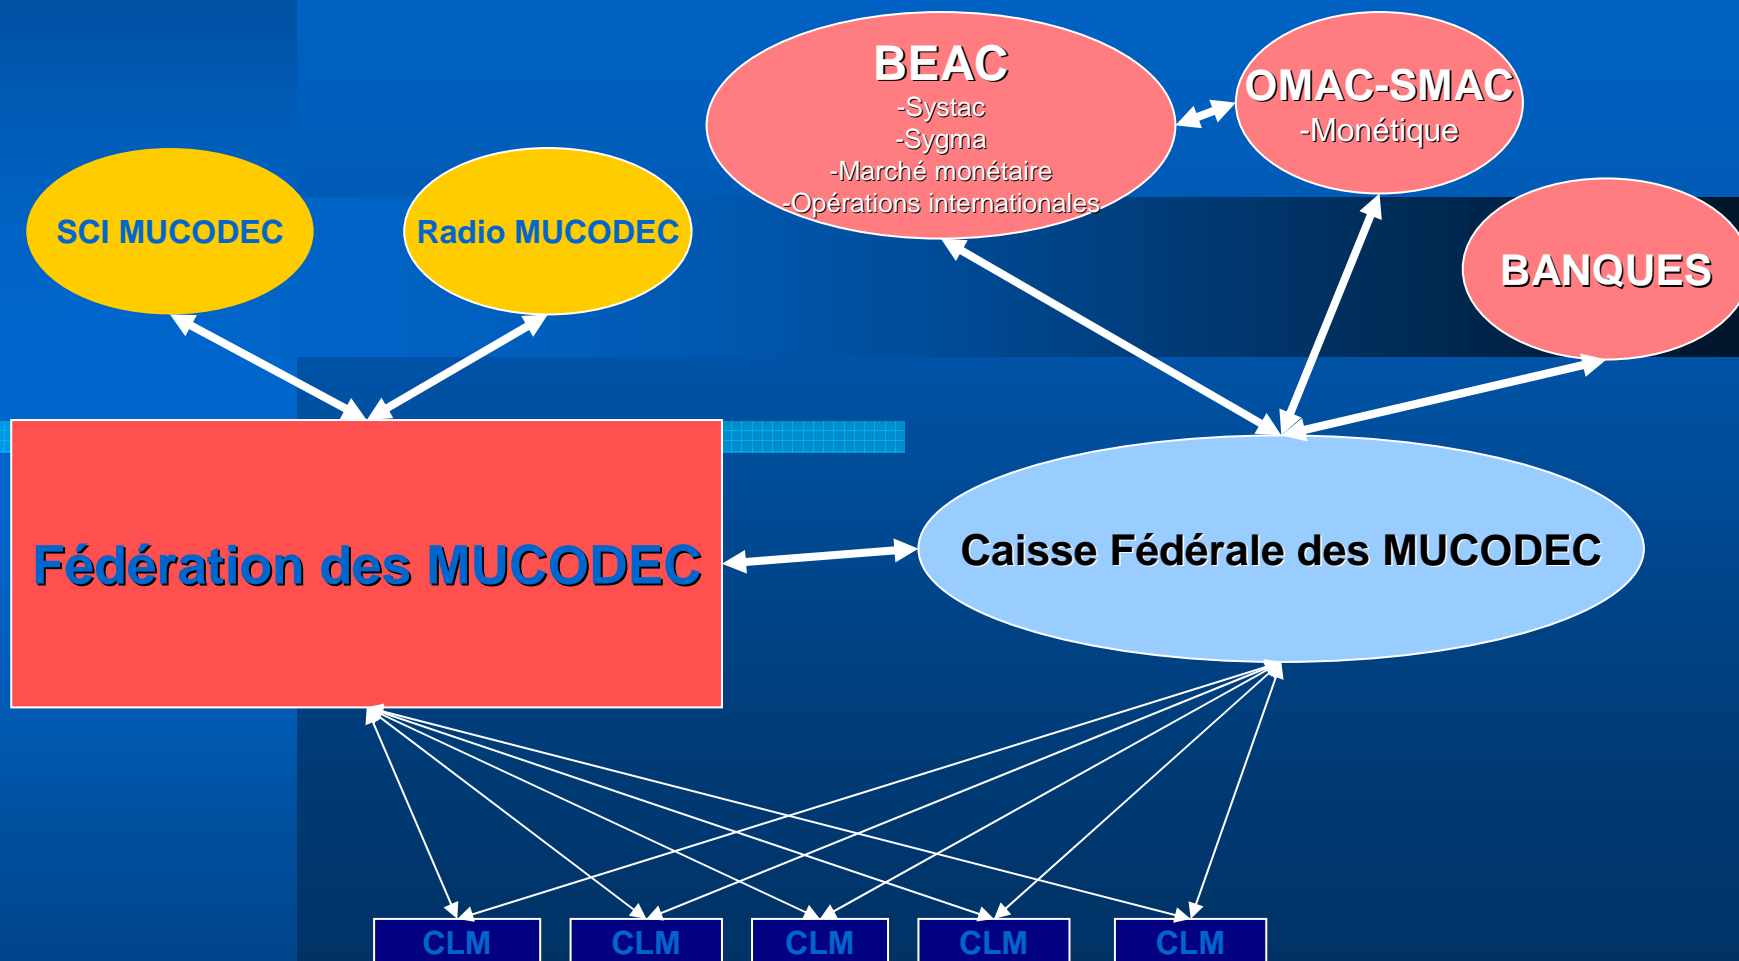 BEAC
-Systac
-Sygma
-Marché monétaire
-Opérations internationales
OMAC-SMAC
-Monétique
SCI MUCODEC
Radio MUCODEC
BANQUES
Fédération des MUCODEC
Caisse Fédérale des MUCODEC
CLM
CLM
CLM
CLM
CLM